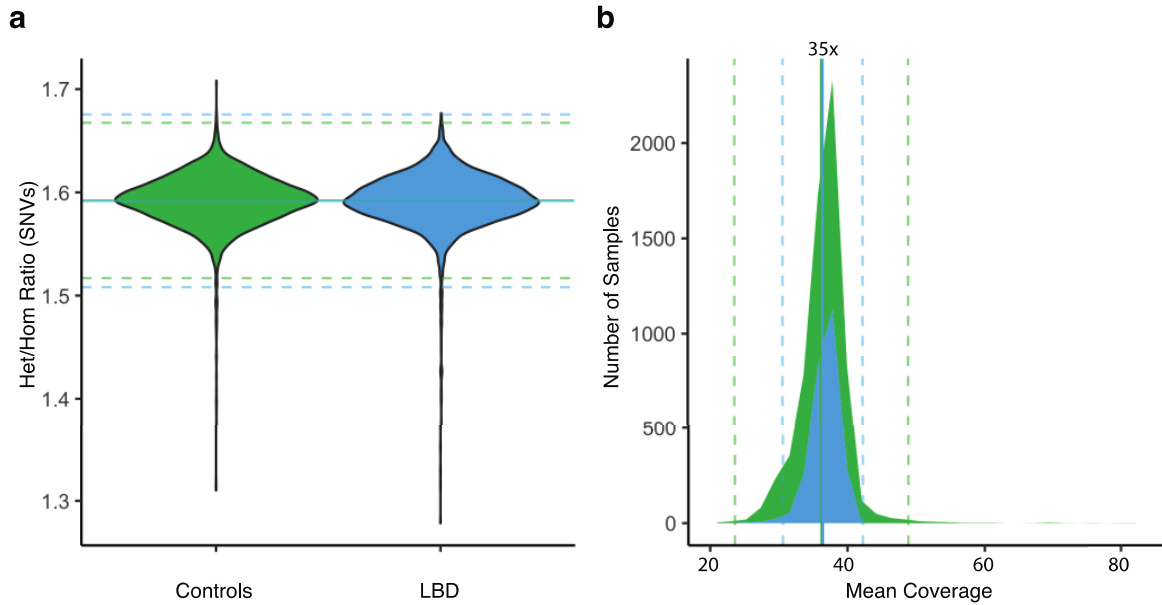 a
Het/Hom Ratio (SNVs)
1.7
1.6
1.5
1.4
1.3
Controls
LBD
b
35x
Number of Samples
2000
1500
1000
500
0
20
40
60
80
Mean Coverage